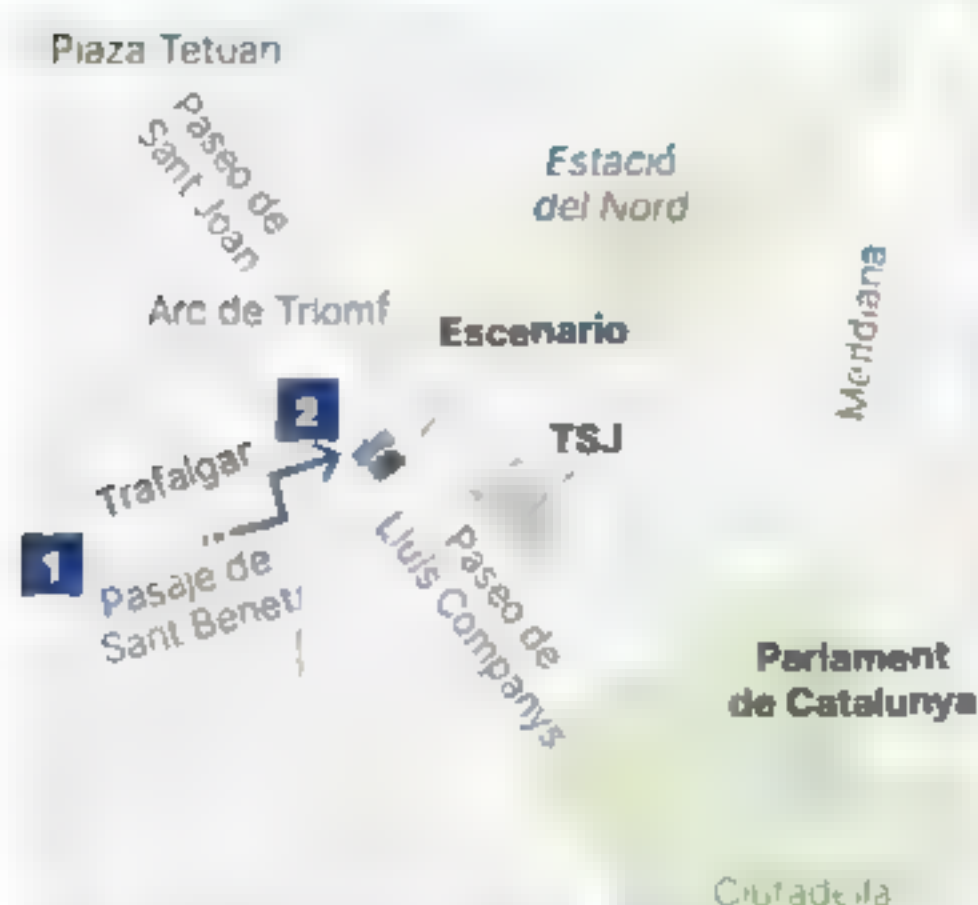 Plaza Tetuan
Paseo de
Sant Joan
Estació
del Nord
Meridiana
Arc de Triomf
Escenario
2
TSJ
Trafalgar
1
Pasaje de
Sant Benet
Paseo de
Lluís Companys
Parlament
de Catalunya
Ciutadella